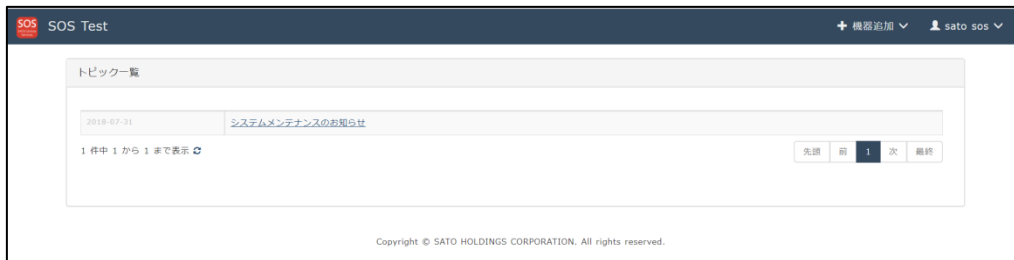 SOS
SOS Test
機器追加
sato sos
トピック一覧
2018-07-31
システムメンテナンスのお知らせ
1 件中 1 から 1 まで表示
先頭 前 1 次 最終
Copyright © SATO HOLDINGS CORPORATION. All rights reserved.